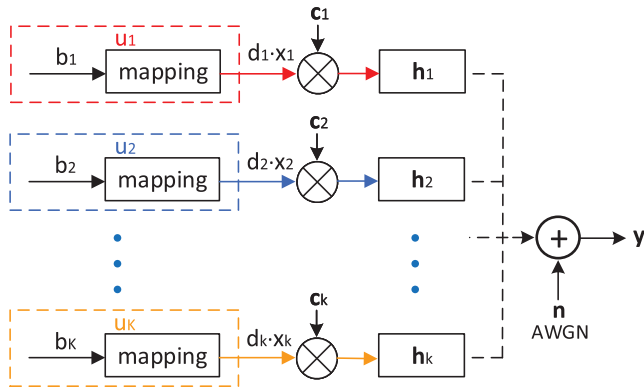 c1
u1
b1 mapping d1·x1 h1
c2
u2
b2 mapping d2·x2 h2
+ y
ck
n
AWGN
uK
bK mapping dk·xk hk